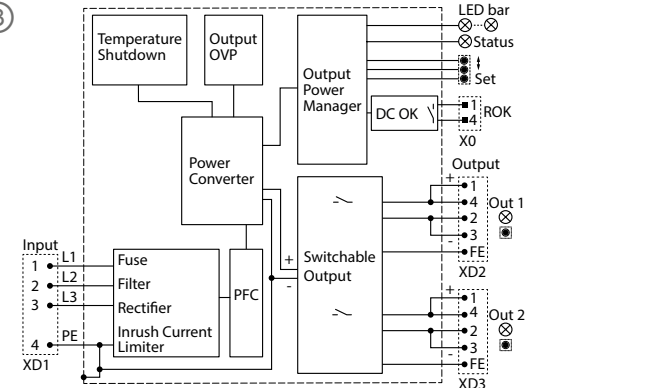 3
LED bar
Status
Set
Temperature
Shutdown
Output
OVP
Output
Power
Manager
DC OK
1
4
ROK
X0
Power
Converter
Output
+
1
4
2
3
-
FE
Out 1
XD2
Switchable
Output
+
-
Input
1
L1
2
L2
3
L3
4
PE
XD1
Fuse
Filter
Rectifier
Inrush Current
Limiter
PFC
+
1
4
2
3
-
FE
Out 2
XD3